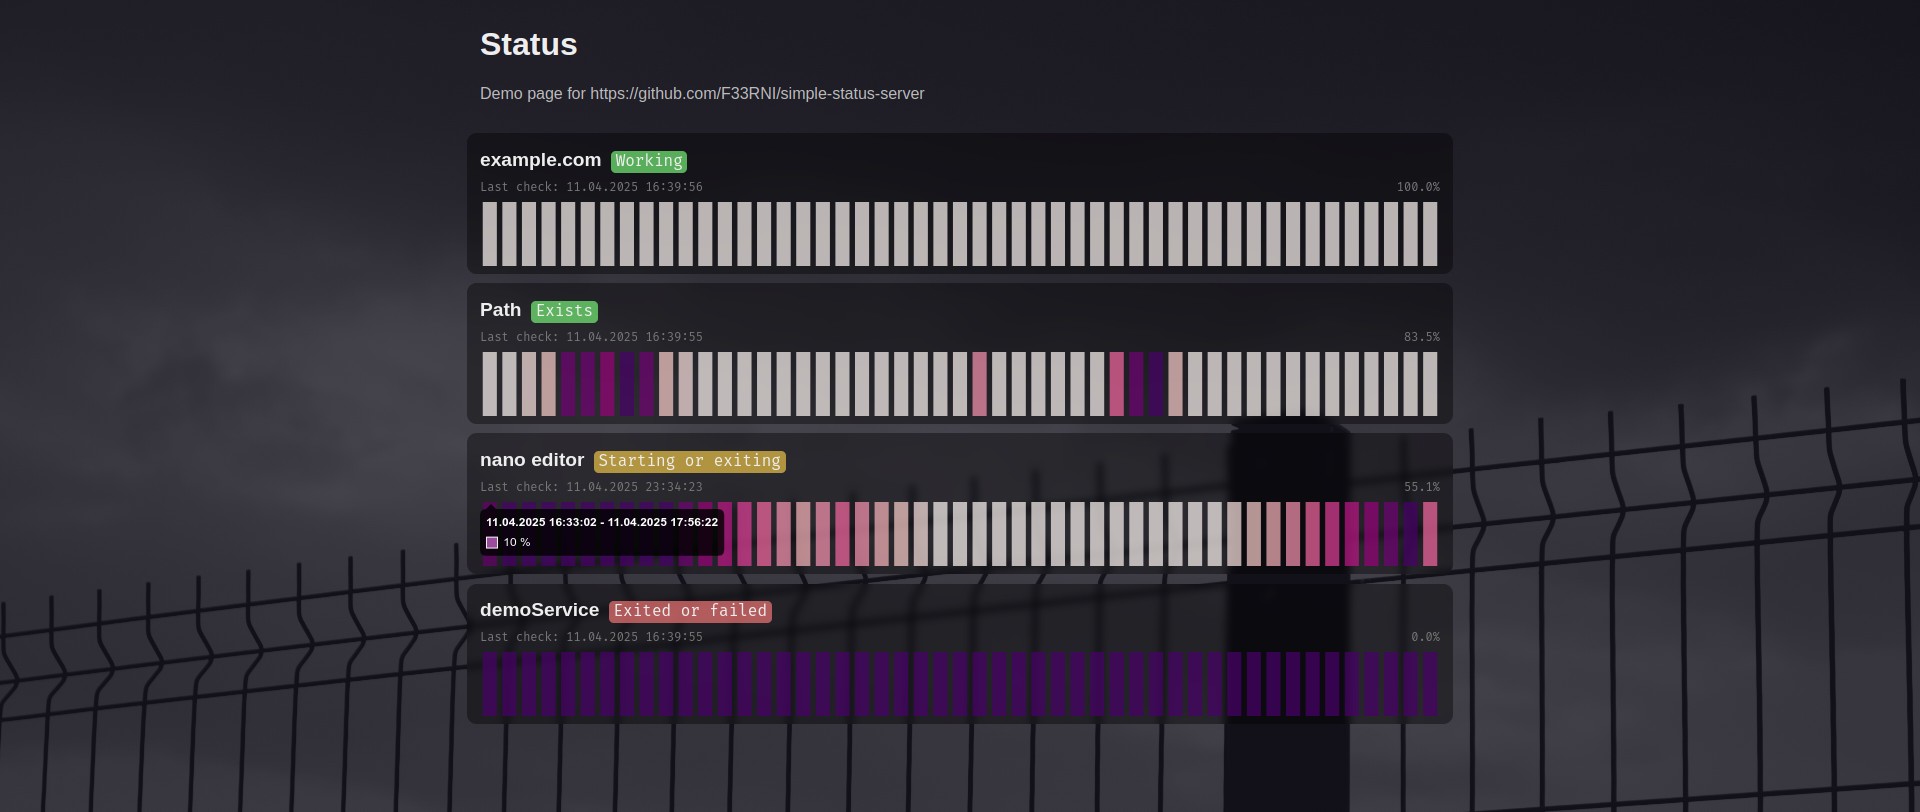 Status
Demo page for https://github.com/F33RNI/simple-status-server
example.com Working
Last check: 11.04.2025 16:39:56 100.0%
Path Exists
Last check: 11.04.2025 16:39:55 83.5%
nano editor Starting or exiting
Last check: 11.04.2025 23:34:23 55.1%
11.04.2025 16:33:02 - 11.04.2025 17:56:22
10 %
demoService Exited or failed
Last check: 11.04.2025 16:39:55 0.0%